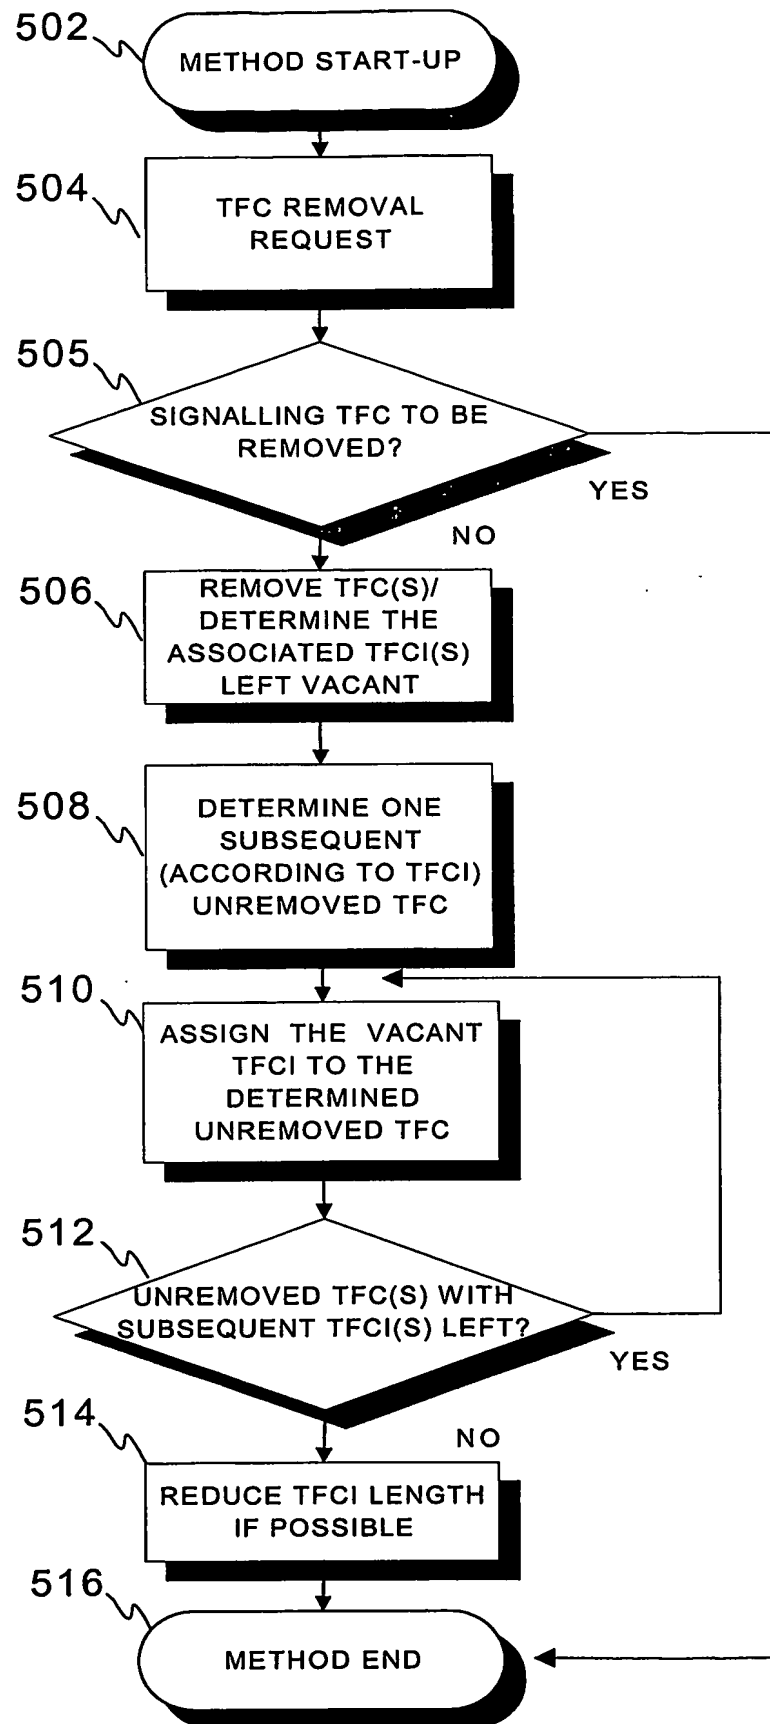 502
METHOD START-UP
504
TFC REMOVAL
REQUEST
505
SIGNALLING TFC TO BE
REMOVED?
YES
NO
506
REMOVE TFC(S)/
DETERMINE THE
ASSOCIATED TFCI(S)
LEFT VACANT
508
DETERMINE ONE
SUBSEQUENT
(ACCORDING TO TFCI)
UNREMOVED TFC
510
ASSIGN THE VACANT
TFCI TO THE
DETERMINED
UNREMOVED TFC
512
UNREMOVED TFC(S) WITH
SUBSEQUENT TFCI(S) LEFT?
YES
NO
514
REDUCE TFCI LENGTH
IF POSSIBLE
516
METHOD END